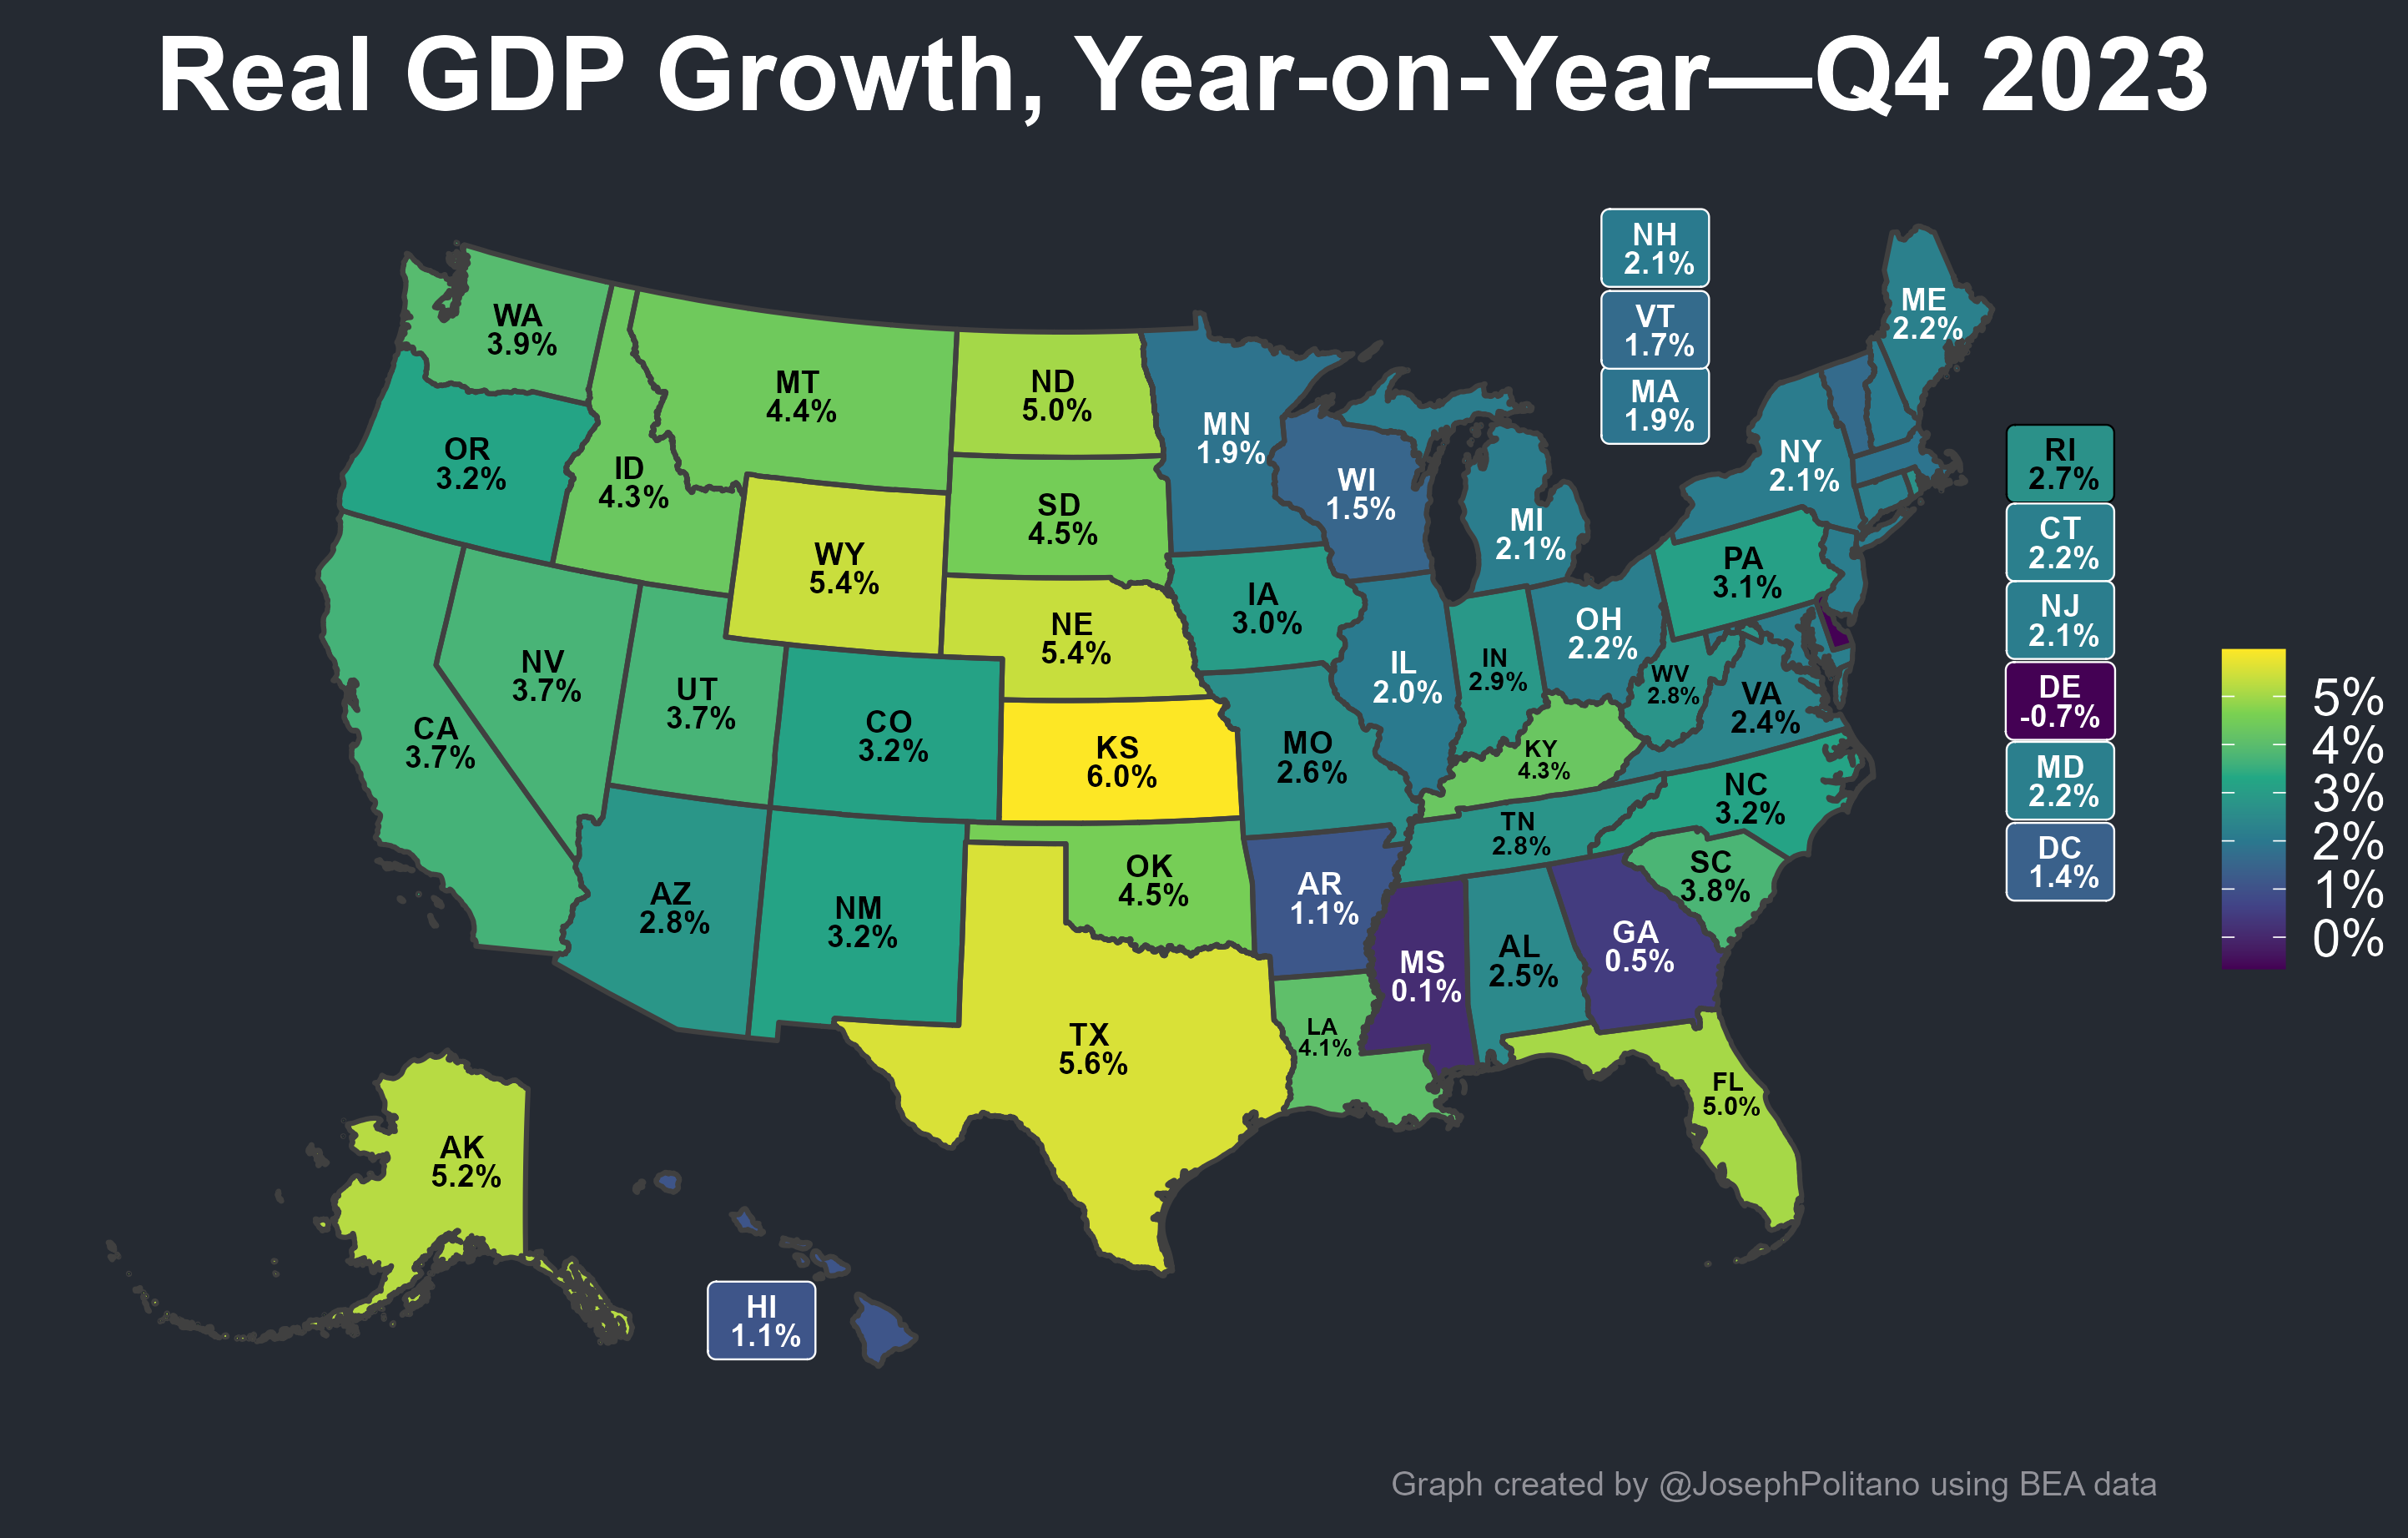 Real GDP Growth, Year-on-Year—Q4 2023
NH
2.1%
VT
1.7%
MA
1.9%
ME
2.2%
WA
3.9%
MT
4.4%
ND
5.0%
MN
1.9%
OR
3.2%
ID
4.3%
SD
4.5%
WI
1.5%
MI
2.1%
NY
2.1%
RI
2.7%
CT
2.2%
NJ
2.1%
DE
-0.7%
MD
2.2%
DC
1.4%
WY
5.4%
NE
5.4%
IA
3.0%
PA
3.1%
OH
2.2%
IL
2.0%
IN
2.9%
WV
2.8%
VA
2.4%
NV
3.7%
UT
3.7%
CA
3.7%
CO
3.2%
KS
6.0%
MO
2.6%
KY
4.3%
NC
3.2%
TN
2.8%
SC
3.8%
AZ
2.8%
NM
3.2%
OK
4.5%
AR
1.1%
MS
0.1%
AL
2.5%
GA
0.5%
TX
5.6%
LA
4.1%
FL
5.0%
AK
5.2%
HI
1.1%
5%
4%
3%
2%
1%
0%
Graph created by @JosephPolitano using BEA data